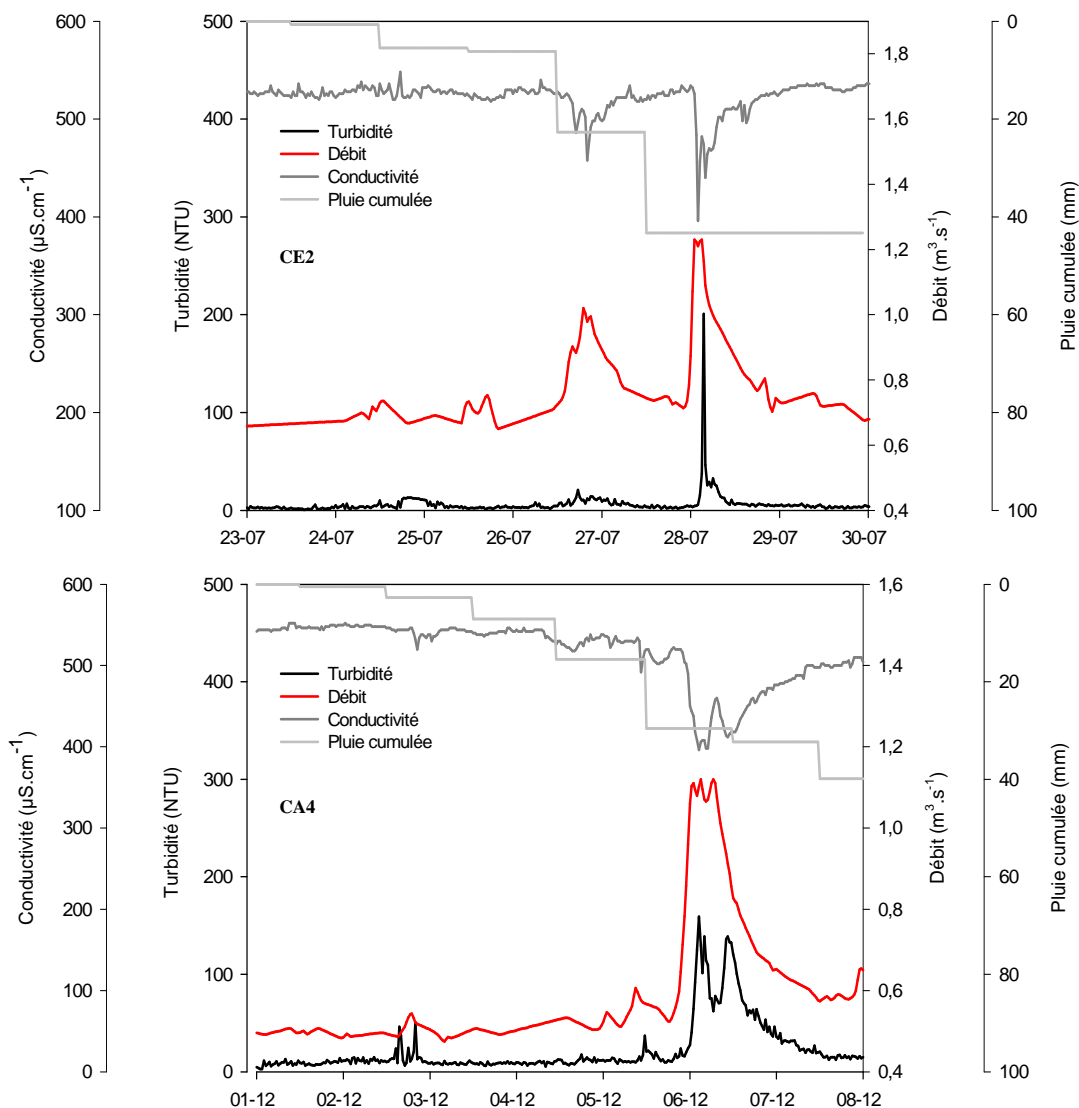 600
500
400
300
200
100
Conductivité (µS.cm-1)
500
400
300
200
100
0
Turbidité (NTU)
Turbidité
Débit
Conductivité
Pluie cumulée
CE2
1,8
1,6
1,4
1,2
1,0
0,8
0,6
0,4
Débit (m3.s-1)
0
20
40
60
80
100
Pluie cumulée (mm)
23-07 24-07 25-07 26-07 27-07 28-07 29-07 30-07
600
500
400
300
200
100
0
Conductivité (µS.cm-1)
500
400
300
200
100
0
Turbidité (NTU)
Turbidité
Débit
Conductivité
Pluie cumulée
CA4
1,6
1,4
1,2
1,0
0,8
0,6
0,4
Débit (m3.s-1)
0
20
40
60
80
100
Pluie cumulée (mm)
01-12 02-12 03-12 04-12 05-12 06-12 07-12 08-12